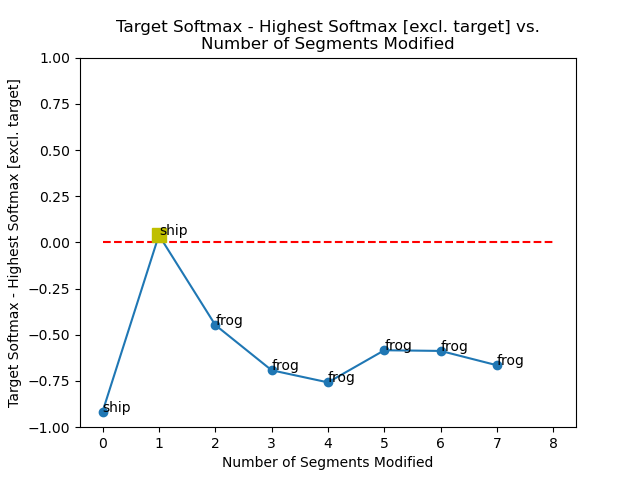 Target Softmax - Highest Softmax [excl. target] vs.
Number of Segments Modified
Target Softmax - Highest Softmax [excl. target]
1.00
0.75
0.50
0.25
0.00
−0.25
−0.50
−0.75
−1.00
ship
ship
frog
frog
frog
frog
frog
frog
0 1 2 3 4 5 6 7 8
Number of Segments Modified